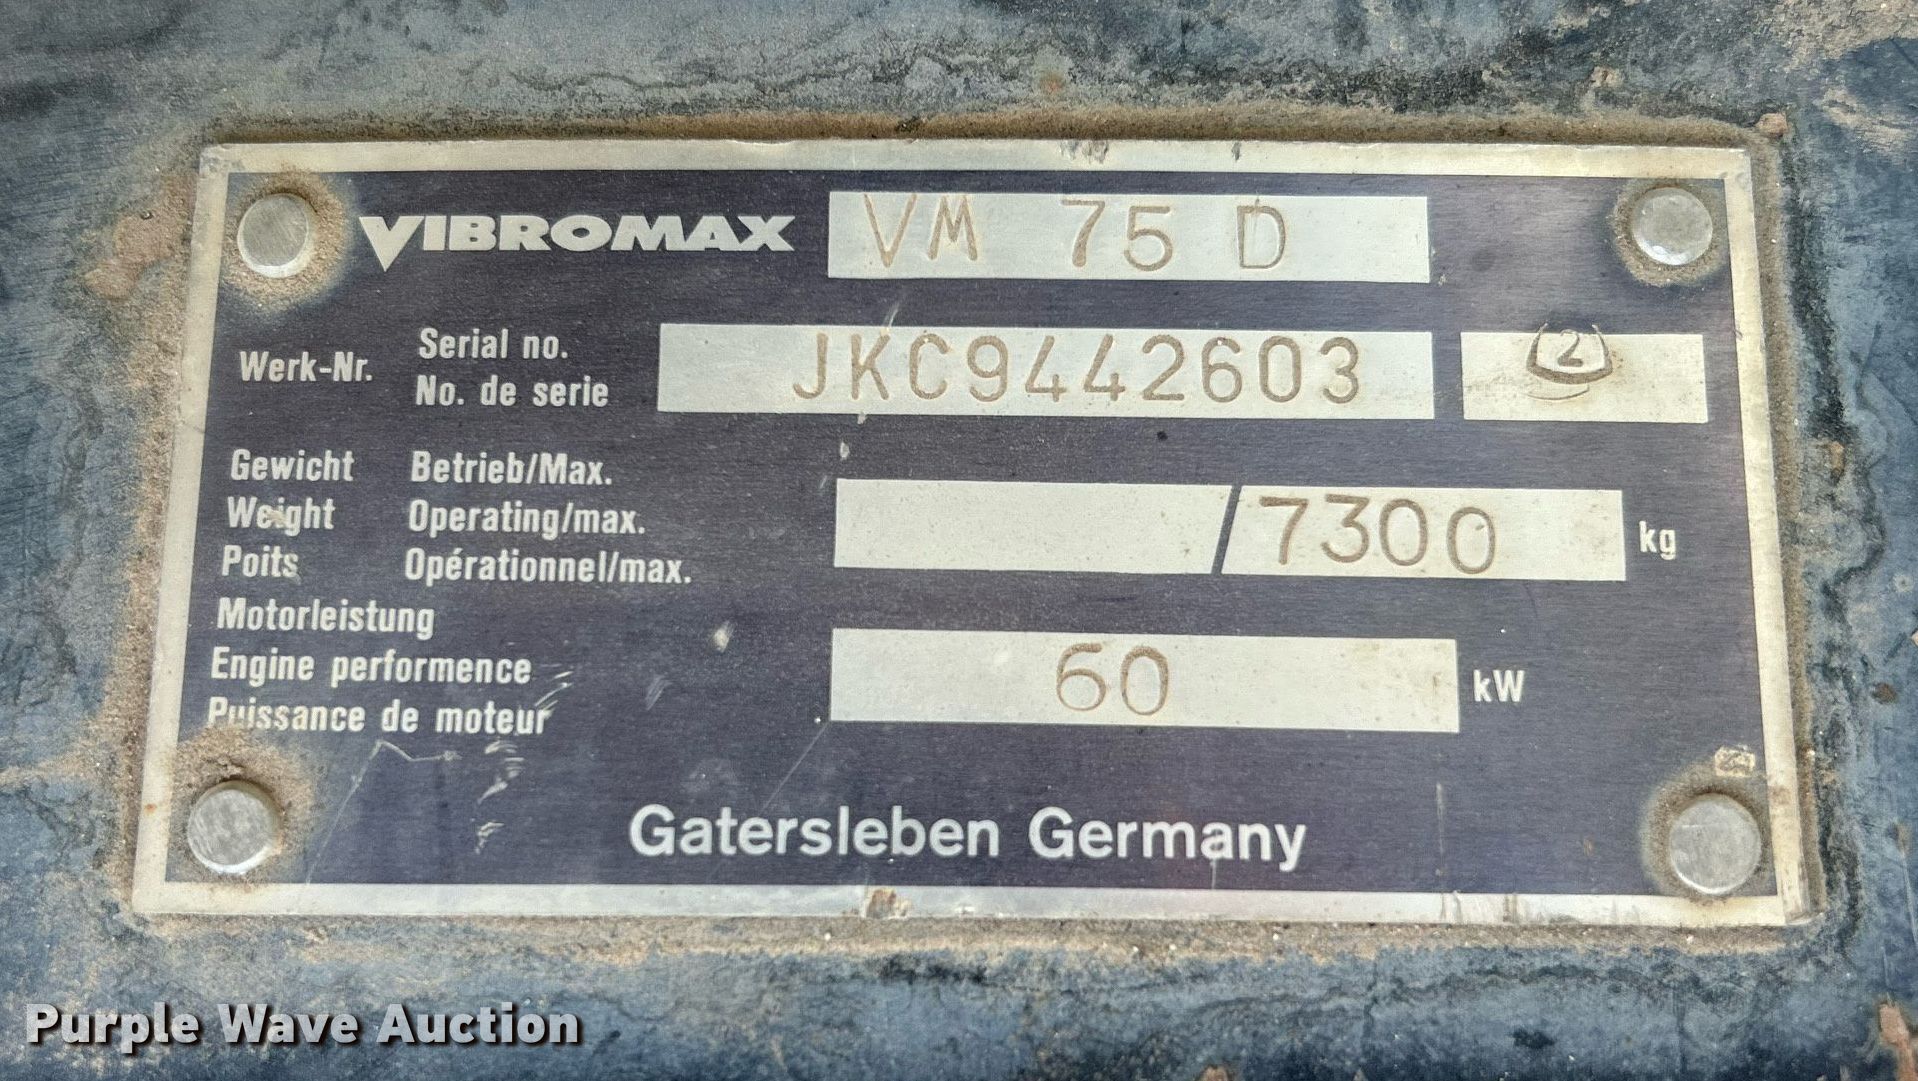 VIBROMAX VM 75 D
Werk-Nr. Serial no. JKC9442603 2
No. de serie
Gewicht Betrieb/Max.
Weight Operating/max. / 7300 kg
Poits Opérationnel/max.
Motorleistung
Engine performence 60 kW
Puissance de moteur
Gatersleben Germany
Purple Wave Auction